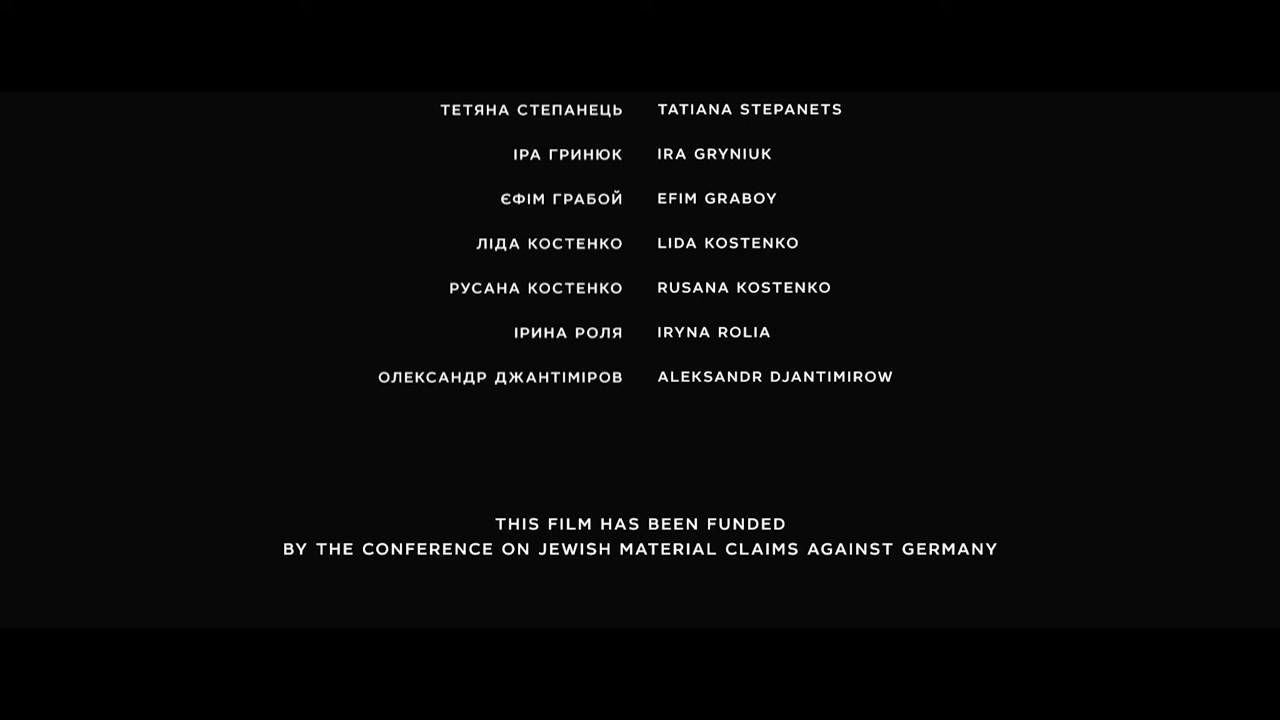 ТЕТЯНА СТЕПАНЕЦЬ TATIANA STEPANETS
ІРА ГРИНЮК IRA GRYNIUK
ЄФІМ ГРАБОЙ EFIM GRABOY
ЛІДА КОСТЕНКО LIDA KOSTENKO
РУСАНА КОСТЕНКО RUSANA KOSTENKO
ІРИНА РОЛЯ IRYNA ROLIA
ОЛЕКСАНДР ДЖАНТІМІРОВ ALEKSANDR DJANTIMIROW
THIS FILM HAS BEEN FUNDED
BY THE CONFERENCE ON JEWISH MATERIAL CLAIMS AGAINST GERMANY